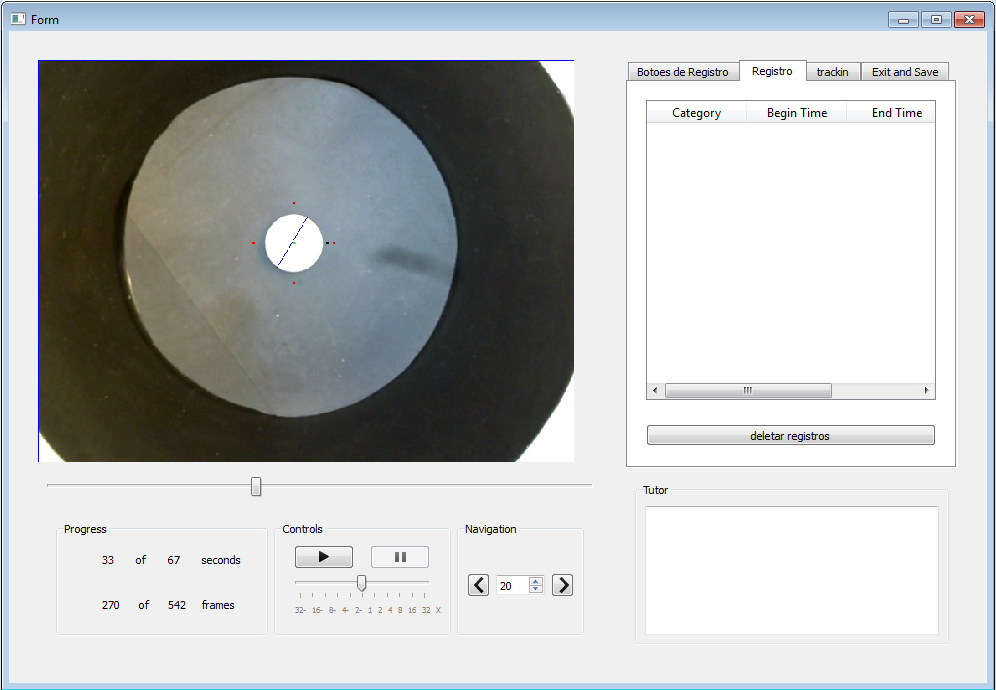 Form
Botoes de Registro Registro trackin Exit and Save
Category Begin Time End Time
deletar registros
Tutor
Progress
33 of 67 seconds
270 of 542 frames
Controls
32- 16- 8- 4- 2- 1 2 4 8 16 32 X
Navigation
20